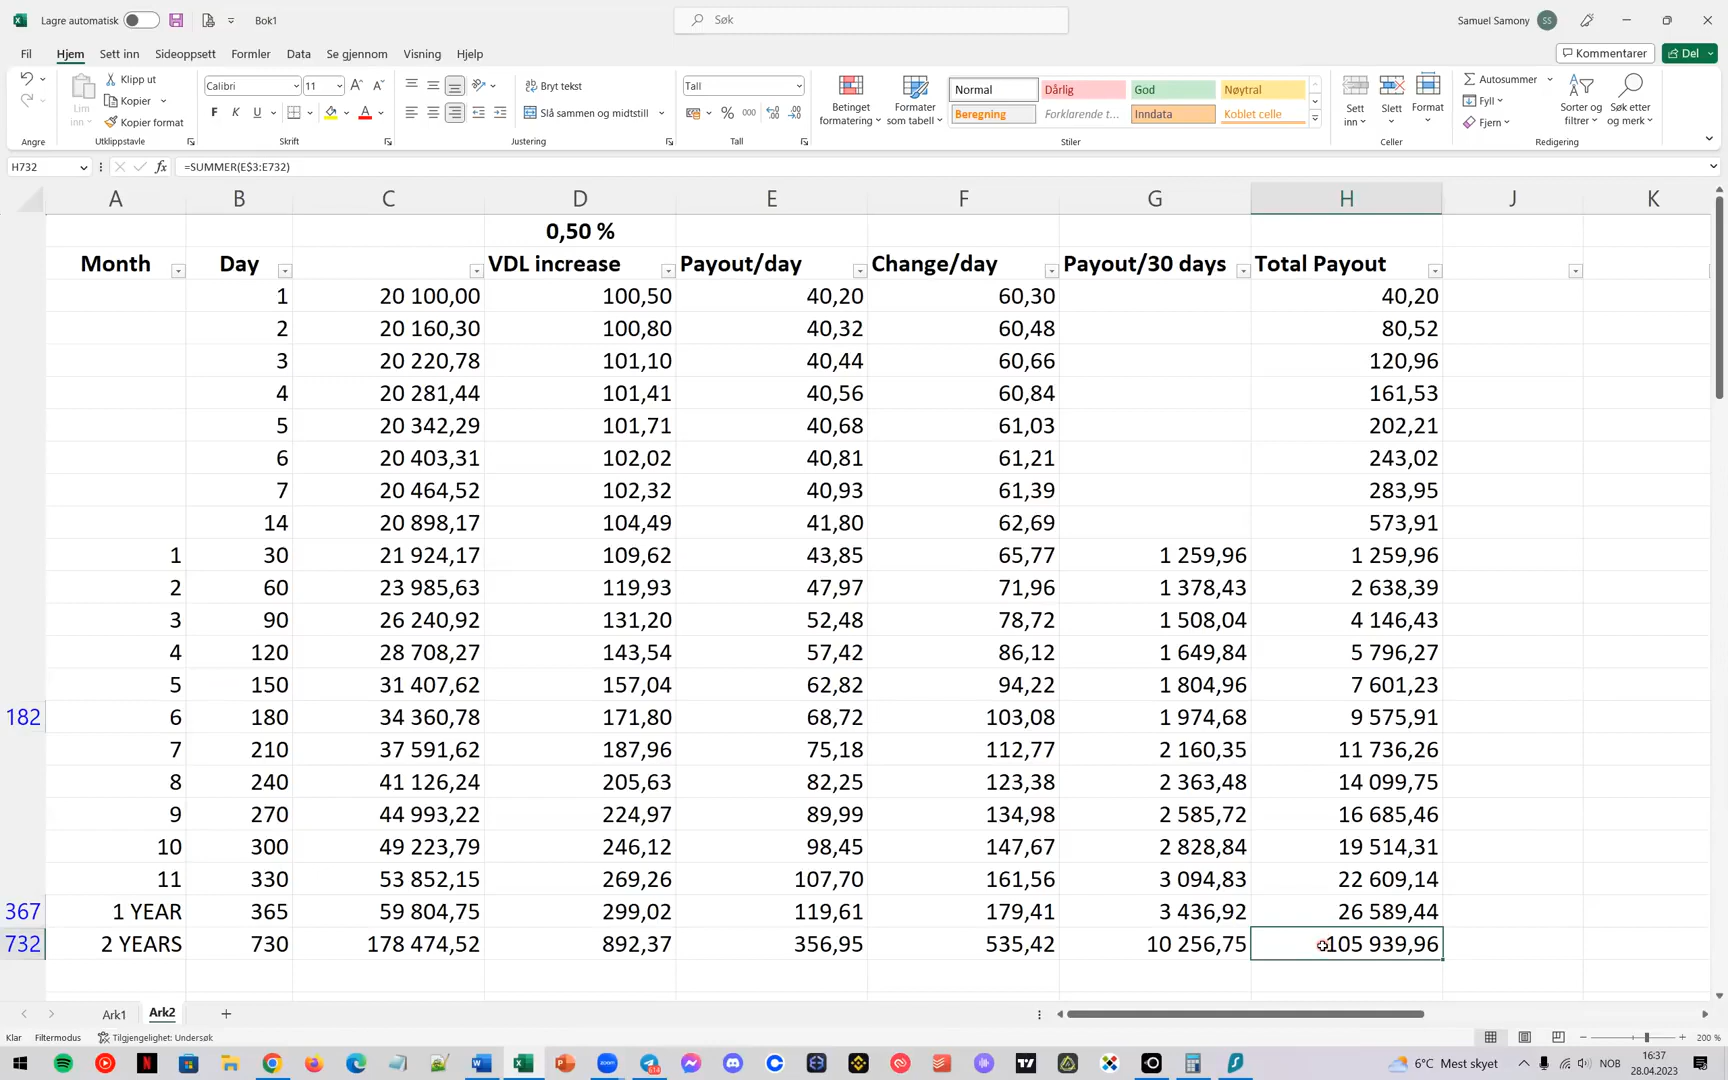 Lagre automatisk
Bok1
Søk
Samuel Samony SS
Fil Hjem Sett inn Sideoppsett Formler Data Se gjennom Visning Hjelp
Kommentarer Del
Lim inn
Klipp ut
Kopier
Kopier format
Calibri 11
F K U
Bryt tekst
Slå sammen og midtstill
Tall
% 000
Betinget formatering
Formater som tabell
Normal Dårlig God Nøytral
Beregning Forklarende t... Inndata Koblet celle
Sett inn Slett Format
Autosummer
Fyll
Fjern
Sorter og filtrer
Søk etter og merk
Angre Utklippstavle Skrift Justering Tall Stiler Celler Redigering
H732 fx =SUMMER(E$3:E732)
A B C D E F G H J K
0,50 %
Month Day VDL increase Payout/day Change/day Payout/30 days Total Payout
1 20 100,00 100,50 40,20 60,30 40,20
2 20 160,30 100,80 40,32 60,48 80,52
3 20 220,78 101,10 40,44 60,66 120,96
4 20 281,44 101,41 40,56 60,84 161,53
5 20 342,29 101,71 40,68 61,03 202,21
6 20 403,31 102,02 40,81 61,21 243,02
7 20 464,52 102,32 40,93 61,39 283,95
14 20 898,17 104,49 41,80 62,69 573,91
1 30 21 924,17 109,62 43,85 65,77 1 259,96 1 259,96
2 60 23 985,63 119,93 47,97 71,96 1 378,43 2 638,39
3 90 26 240,92 131,20 52,48 78,72 1 508,04 4 146,43
4 120 28 708,27 143,54 57,42 86,12 1 649,84 5 796,27
5 150 31 407,62 157,04 62,82 94,22 1 804,96 7 601,23
182 6 180 34 360,78 171,80 68,72 103,08 1 974,68 9 575,91
7 210 37 591,62 187,96 75,18 112,77 2 160,35 11 736,26
8 240 41 126,24 205,63 82,25 123,38 2 363,48 14 099,75
9 270 44 993,22 224,97 89,99 134,98 2 585,72 16 685,46
10 300 49 223,79 246,12 98,45 147,67 2 828,84 19 514,31
11 330 53 852,15 269,26 107,70 161,56 3 094,83 22 609,14
367 1 YEAR 365 59 804,75 299,02 119,61 179,41 3 436,92 26 589,44
732 2 YEARS 730 178 474,52 892,37 356,95 535,42 10 256,75 105 939,96
Ark1 Ark2
Klar Filtermodus Tilgjengelighet: Undersøk
200 %
6°C Mest skyet
NOB
16:37
28.04.2023